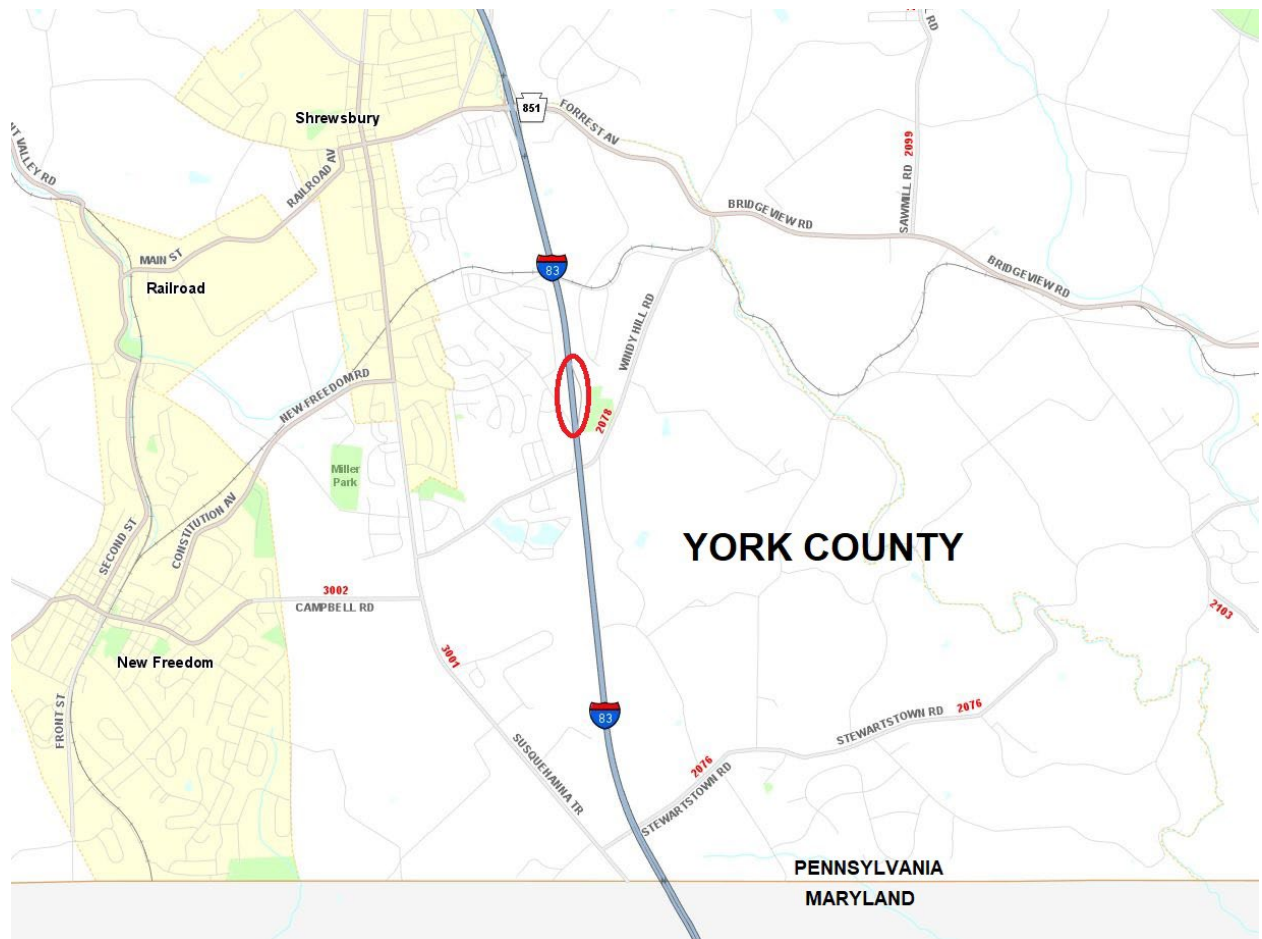 RD
851
FORREST AV
Shrewsbury
NT VALLEY RD
RAILROAD AV
SAWMILL RD 2099
BRIDGEVIEW RD
MAIN ST
BRIDGEVIEW RD
83
Railroad
WINDY HILL RD
NEW FREEDOM RD
2078
Miller
Park
CONSTITUTION AV
SECOND ST
YORK COUNTY
3002
CAMPBELL RD
2103
3001
New Freedom
FRONT ST
83
STEWARTSTOWN RD 2076
SUSQUEHANNA TR
2076
STEWARTSTOWN RD
PENNSYLVANIA
MARYLAND